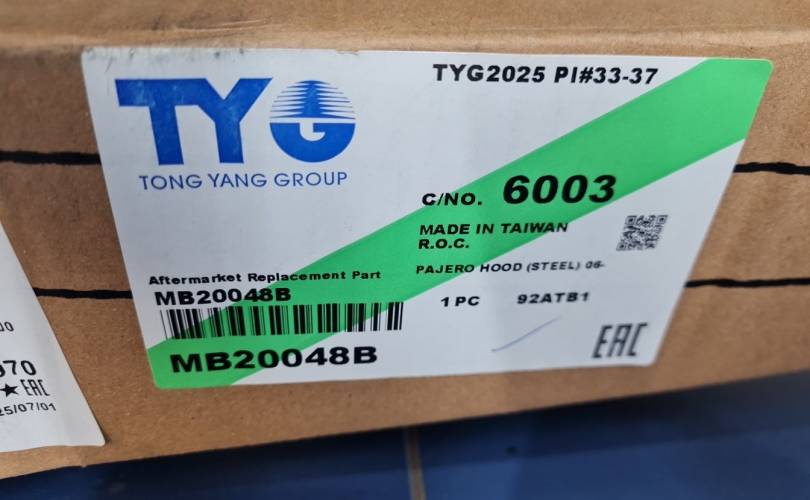 TYG2025 PI#33-37
TYG
TONG YANG GROUP
C/NO. 6003
MADE IN TAIWAN
R.O.C.
PAJERO HOOD (STEEL) 06-
Aftermarket Replacement Part
MB20048B
1 PC 92ATB1
MB20048B
EAC
EAC